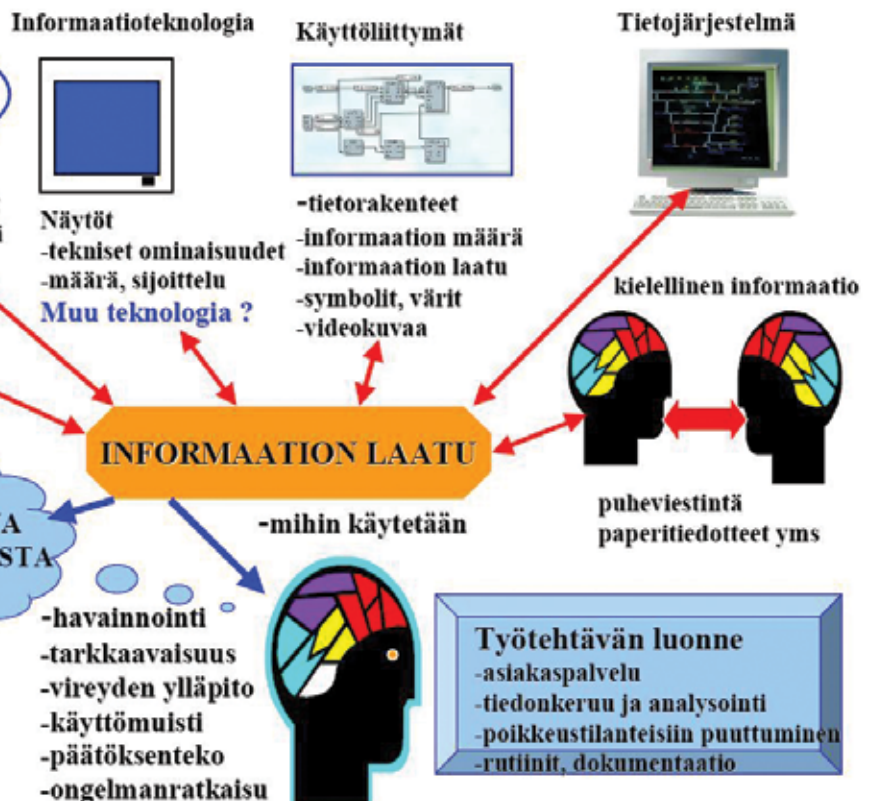 Informaatioteknologia
Näytöt
-tekniset ominaisuudet
-määrä, sijoittelu
Muu teknologia ?
Käyttöliittymät
-tietorakenteet
-informaation määrä
-informaation laatu
-symbolit, värit
-videokuvaa
Tietojärjestelmä
kielellinen informaatio
puheviestintä
paperitiedotteet yms
INFORMAATION LAATU
-mihin käytetään
-havainnointi
-tarkkaavaisuus
-vireyden ylläpito
-käyttömuisti
-päätöksenteko
-ongelmanratkaisu
Työtehtävän luonne
-asiakaspalvelu
-tiedonkeruu ja analysointi
-poikkeustilanteisiin puuttuminen
-rutiinit, dokumentaatio